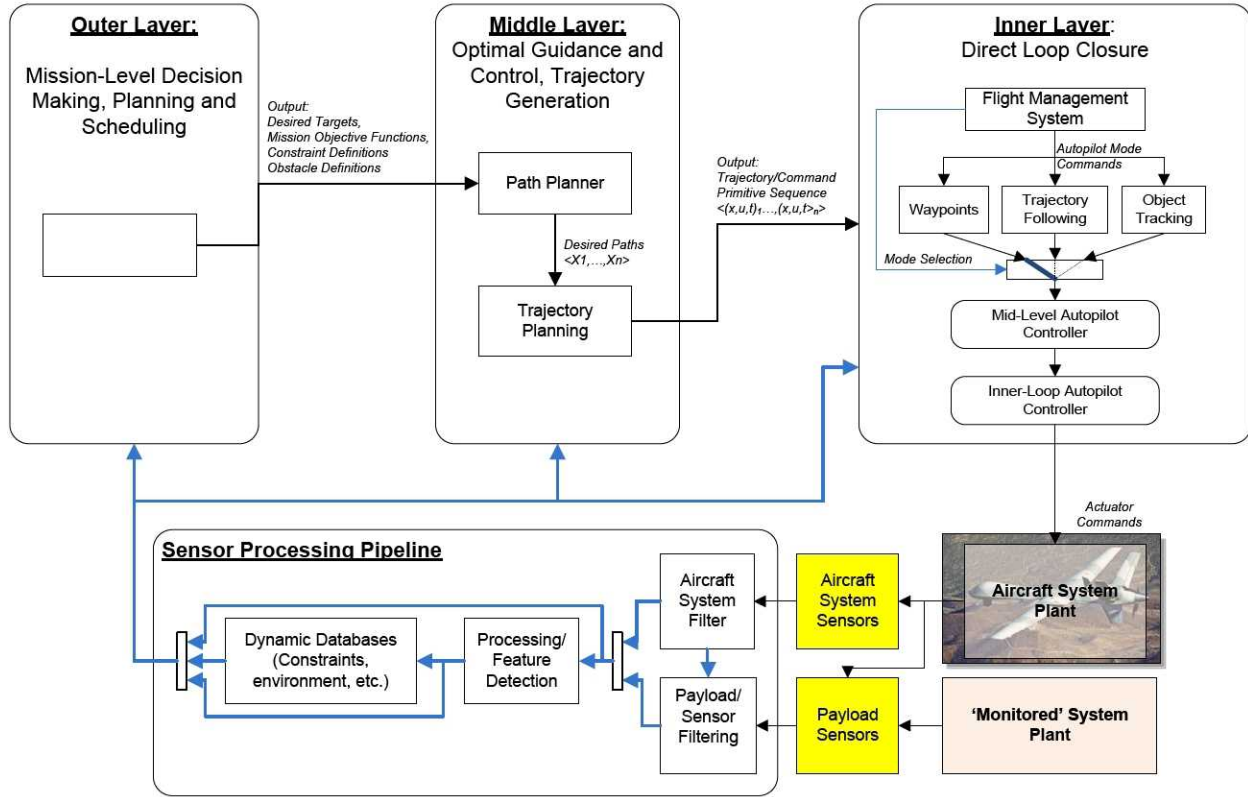 Outer Layer:
Mission-Level Decision
Making, Planning and
Scheduling
Output:
Desired Targets,
Mission Objective Functions,
Constraint Definitions
Obstacle Definitions
Middle Layer:
Optimal Guidance and
Control, Trajectory
Generation
Path Planner
Desired Paths
<X1,…,Xn>
Trajectory
Planning
Output:
Trajectory/Command
Primitive Sequence
<(x,u,t)1…,(x,u,t>n>
Inner Layer:
Direct Loop Closure
Flight Management
System
Autopilot Mode
Commands
Waypoints
Trajectory
Following
Object
Tracking
Mode Selection
Mid-Level Autopilot
Controller
Inner-Loop Autopilot
Controller
Actuator
Commands
Sensor Processing Pipeline
Dynamic Databases
(Constraints,
environment, etc.)
Processing/
Feature
Detection
Aircraft
System
Filter
Payload/
Sensor
Filtering
Aircraft
System
Sensors
Payload
Sensors
Aircraft System
Plant
‘Monitored’ System
Plant